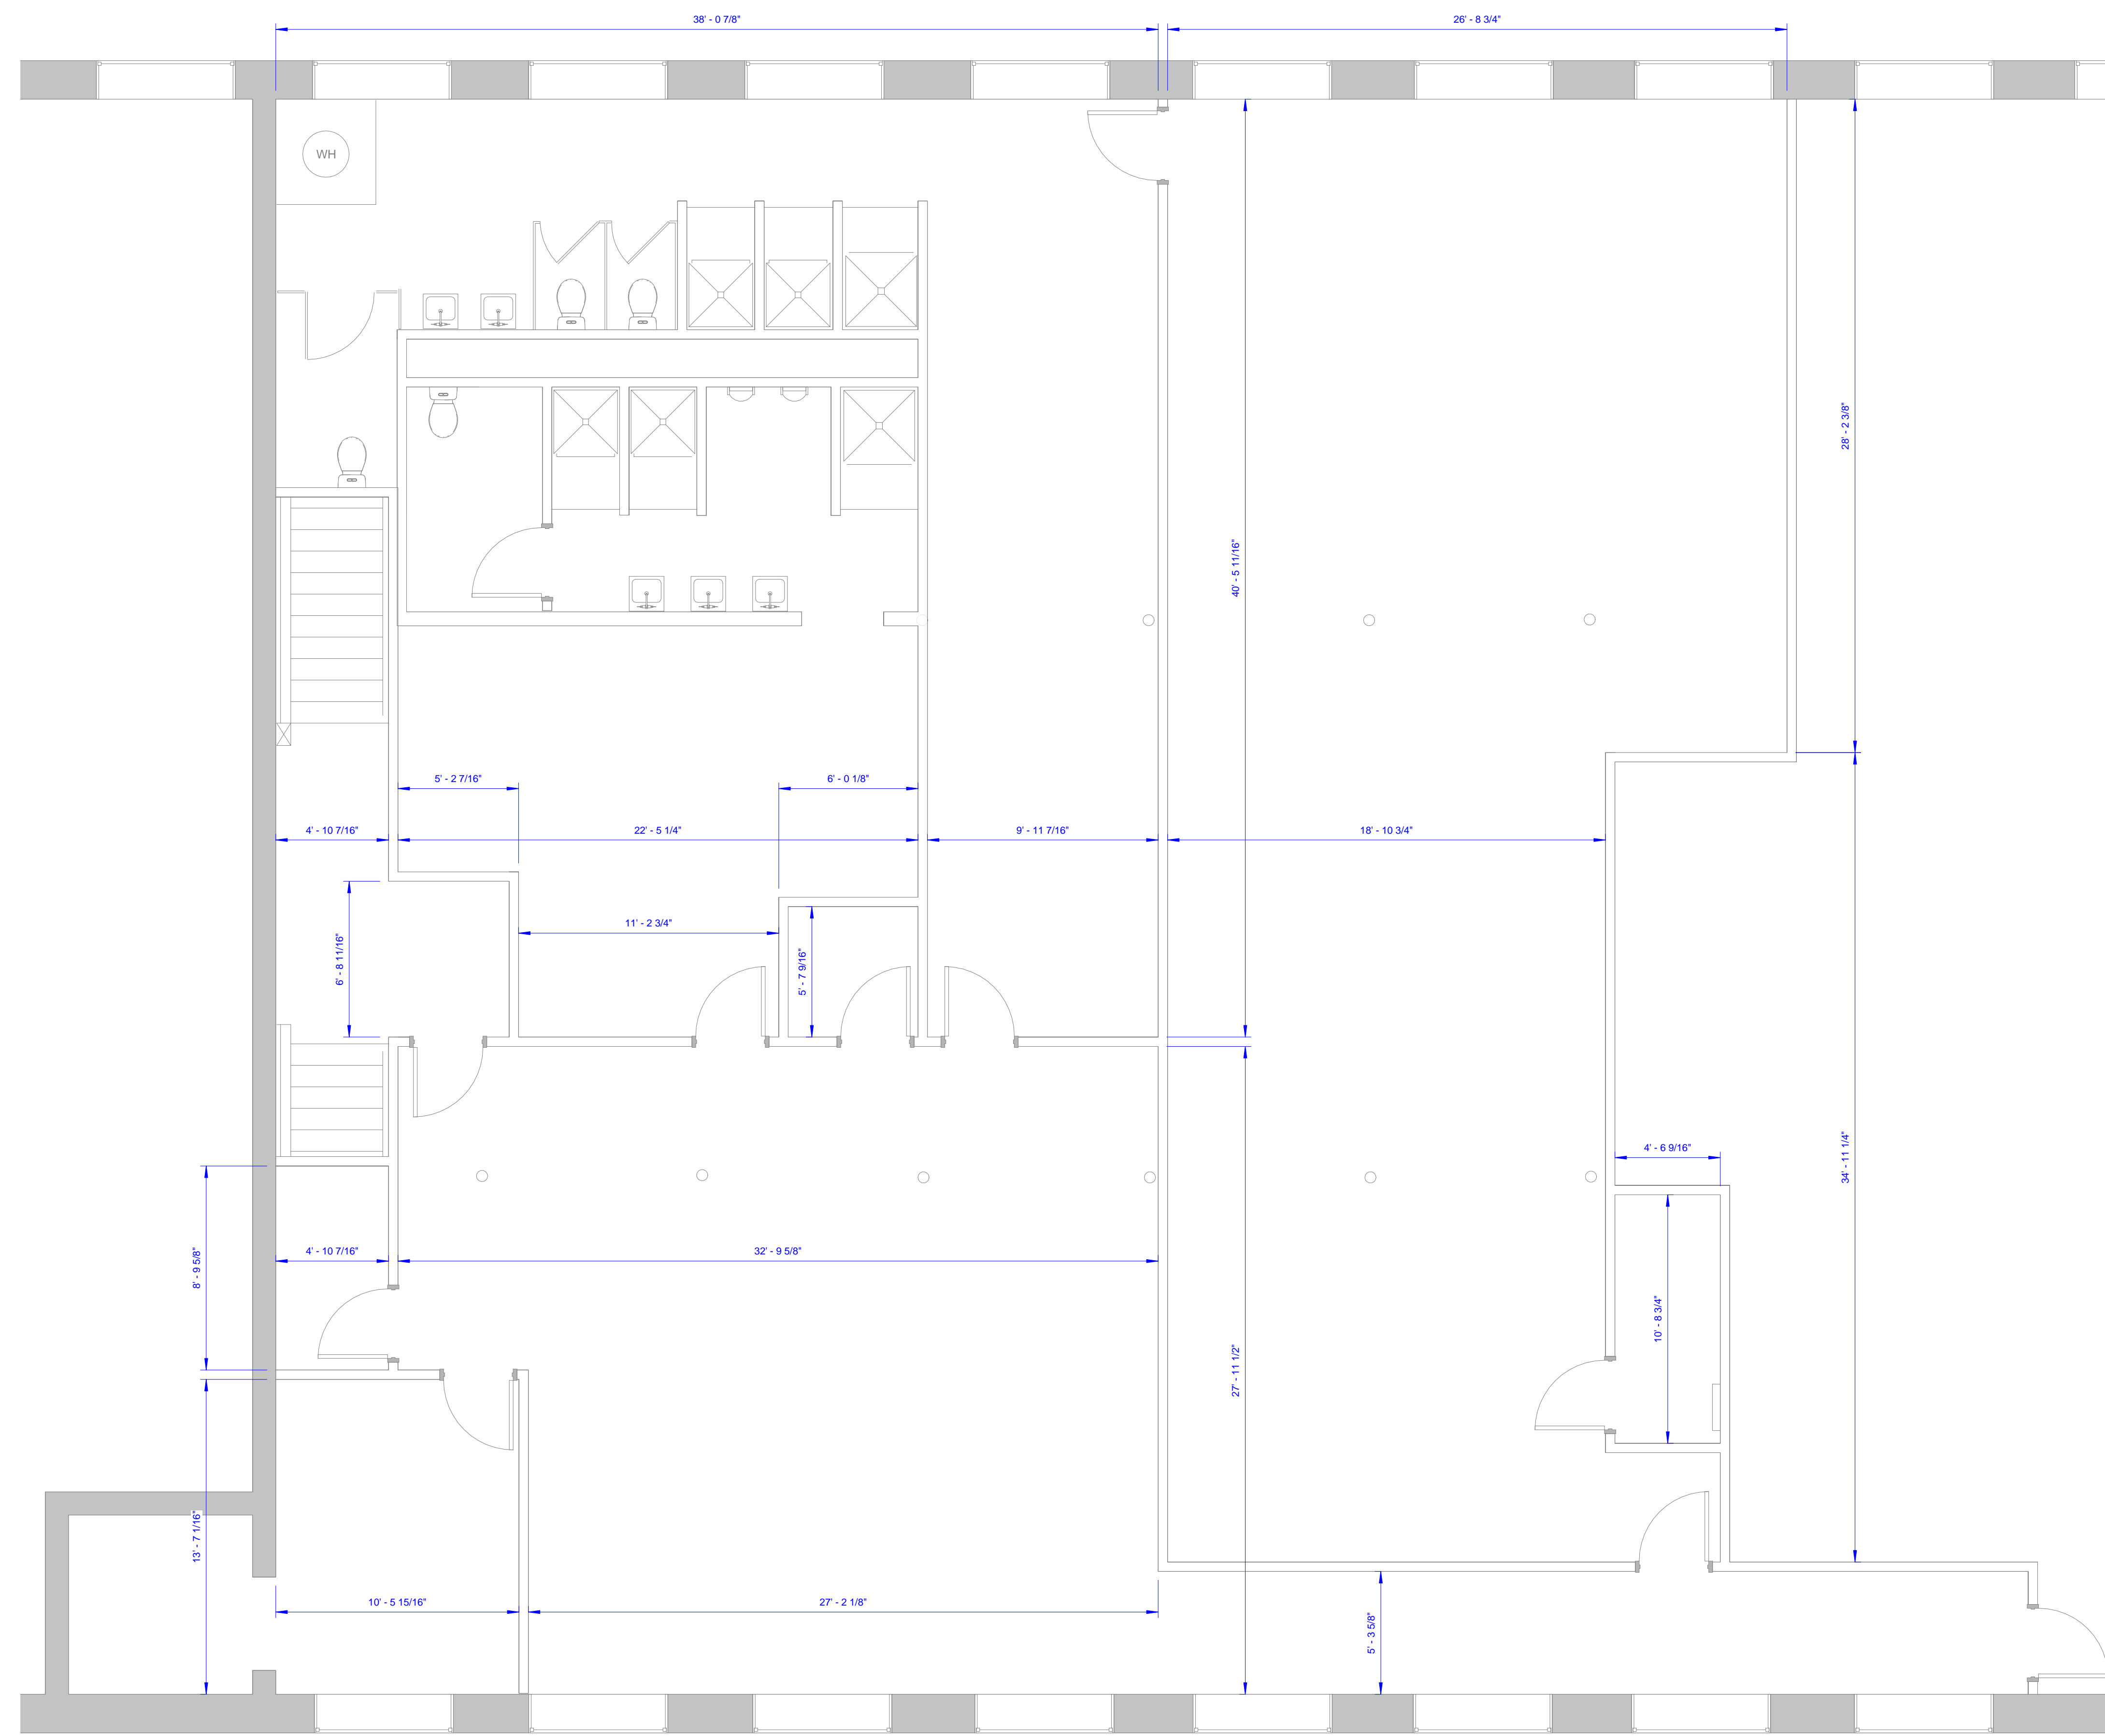 38' - 0 7/8"
26' - 8 3/4"
WH
28' - 2 3/8"
40' - 5 11/16"
5' - 2 7/16"
6' - 0 1/8"
4' - 10 7/16"
22' - 5 1/4"
9' - 11 7/16"
18' - 10 3/4"
11' - 2 3/4"
6' - 8 11/16"
5' - 7 9/16"
4' - 6 9/16"
34' - 11 1/4"
4' - 10 7/16"
32' - 9 5/8"
8' - 9 5/8"
10' - 8 3/4"
27' - 11 1/2"
13' - 7 1/16"
10' - 5 15/16"
27' - 2 1/8"
5' - 3 5/8"